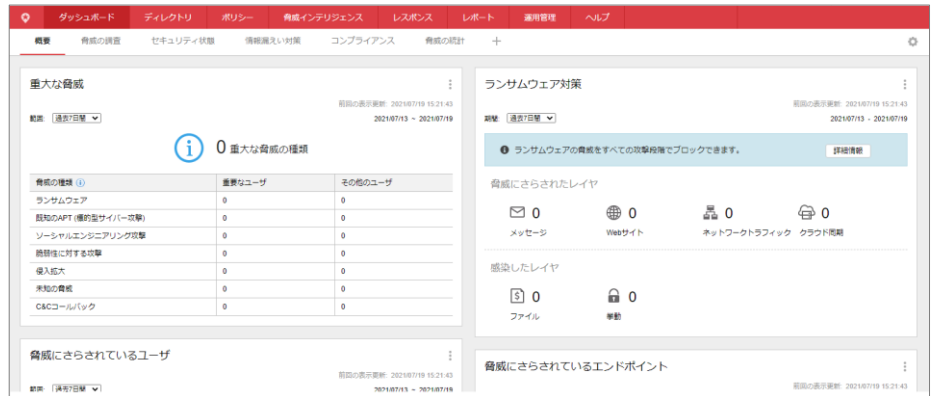 ダッシュボード ディレクトリ ポリシー 脅威インテリジェンス レスポンス レポート 運用管理 ヘルプ
概要 脅威の調査 セキュリティ状態 情報漏えい対策 コンプライアンス 脅威の統計 +
重大な脅威
前回の表示更新: 2021/07/19 15:21:43
範囲: 過去7日間 2021/07/13 ~ 2021/07/19
0 重大な脅威の種類
脅威の種類 重要なユーザ その他のユーザ
ランサムウェア 0 0
既知のAPT (標的型サイバー攻撃) 0 0
ソーシャルエンジニアリング攻撃 0 0
脆弱性に対する攻撃 0 0
侵入拡大 0 0
未知の脅威 0 0
C&Cコールバック 0 0
脅威にさらされているユーザ
前回の表示更新: 2021/07/19 15:21:43
範囲: 過去7日間 2021/07/13 ~ 2021/07/19
ランサムウェア対策
前回の表示更新: 2021/07/19 15:21:43
期間: 過去7日間 2021/07/13 - 2021/07/19
ランサムウェアの脅威をすべての攻撃段階でブロックできます。 詳細情報
脅威にさらされたレイヤ
0 0 0 0
メッセージ Webサイト ネットワークトラフィック クラウド同期
感染したレイヤ
0 0
ファイル 挙動
脅威にさらされているエンドポイント
前回の表示更新: 2021/07/19 15:21:43